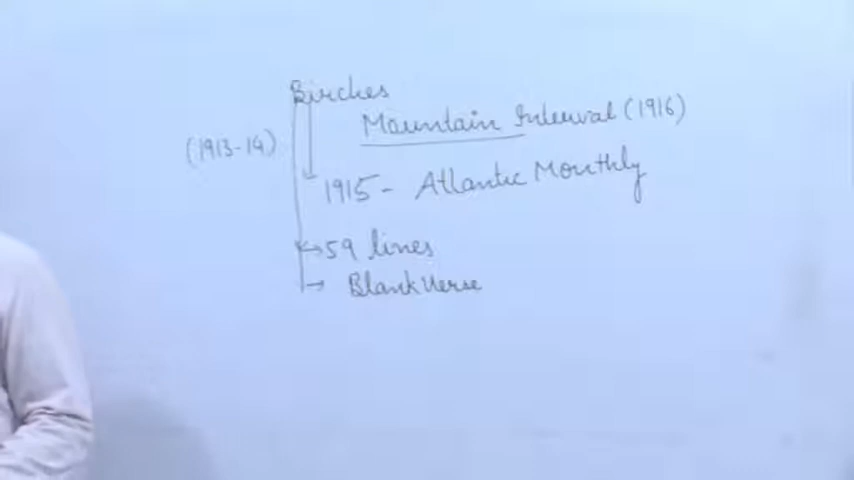 Birches
Mountain Interval (1916)
(1913-14)
1915- Atlantic Monthly
→59 lines
→ Blank Verse